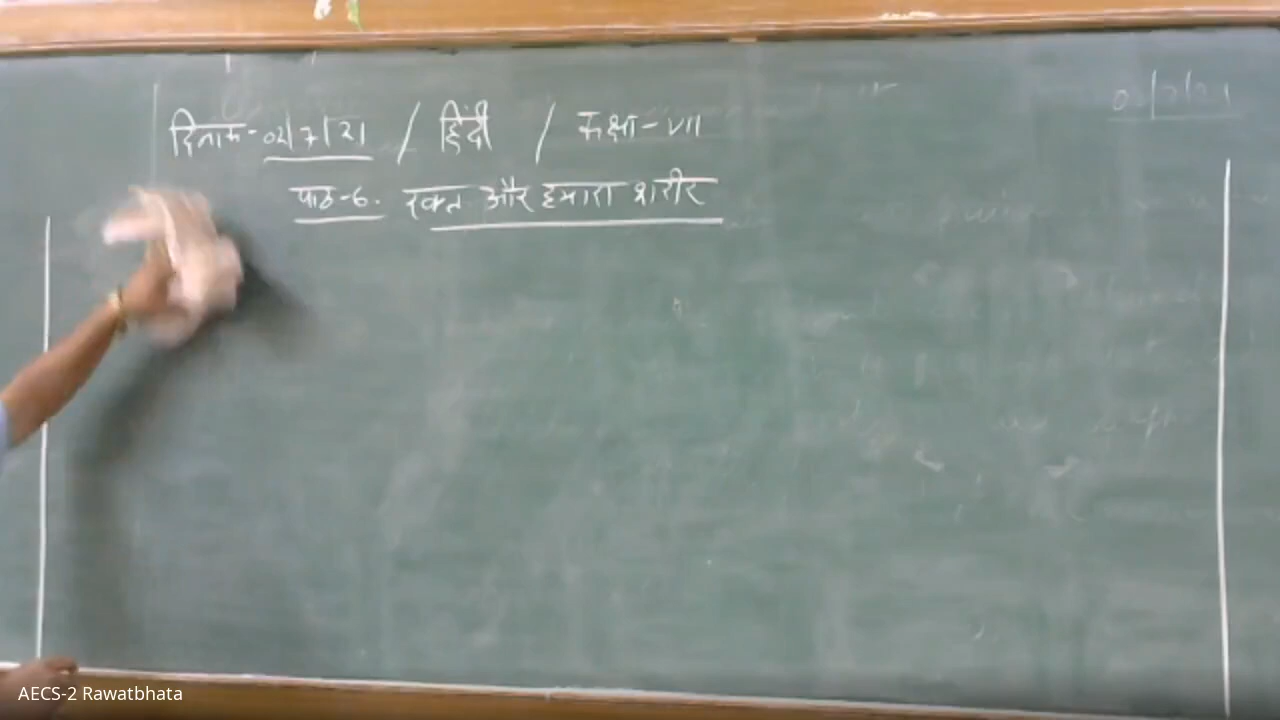 दिनांक-02/7/21 / हिंदी / कक्षा-VII
पाठ-6. रक्त और हमारा शरीर
AECS-2 Rawatbhata